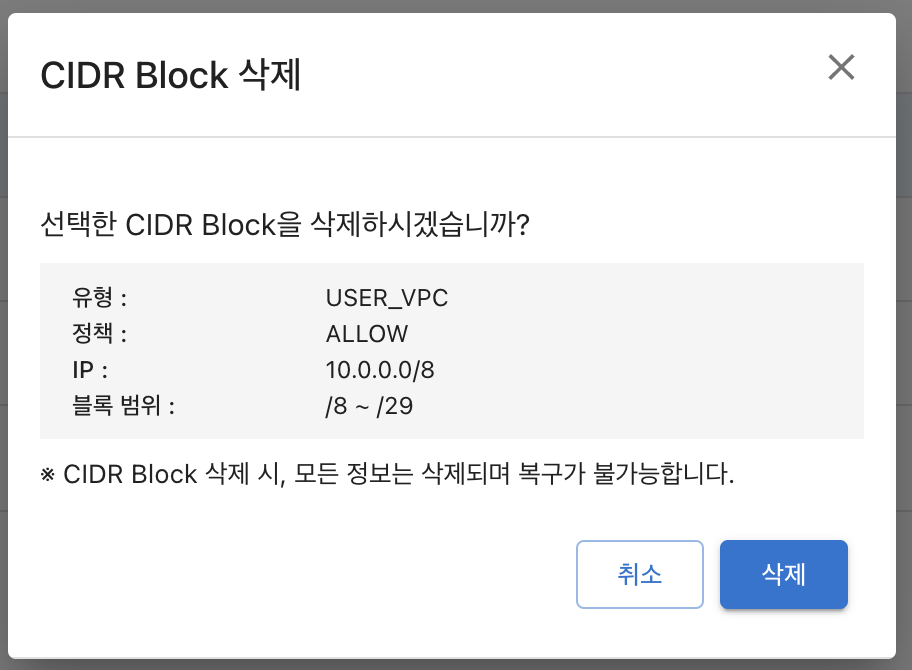 CIDR Block 삭제
선택한 CIDR Block을 삭제하시겠습니까?
유형 : USER_VPC
정책 : ALLOW
IP : 10.0.0.0/8
블록 범위 : /8 ~ /29
※ CIDR Block 삭제 시, 모든 정보는 삭제되며 복구가 불가능합니다.
취소 삭제